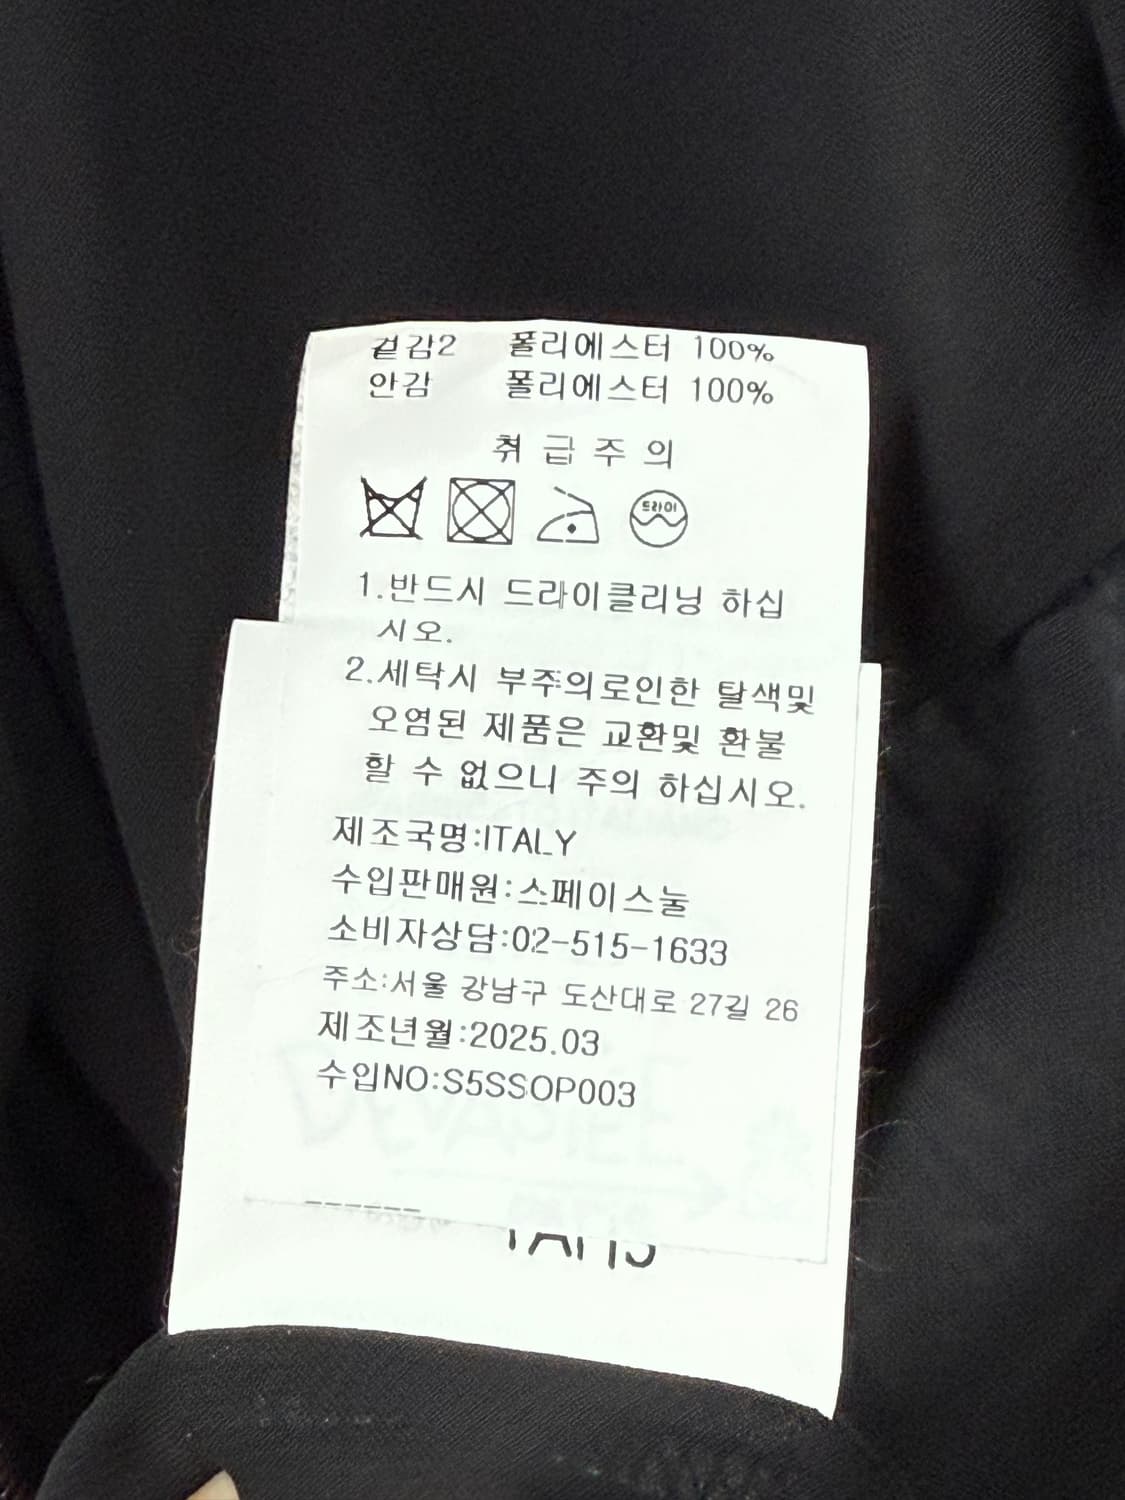 겉감2 폴리에스터 100%
안감 폴리에스터 100%
취급주의
드라이
1.반드시 드라이클리닝 하십
시오.
2.세탁시 부주의로인한 탈색및
오염된 제품은 교환및 환불
할 수 없으니 주의 하십시오.
제조국명:ITALY
수입판매원:스페이스눌
소비자상담:02-515-1633
주소:서울 강남구 도산대로 27길 26
제조년월:2025.03
수입NO:S5SSOP003